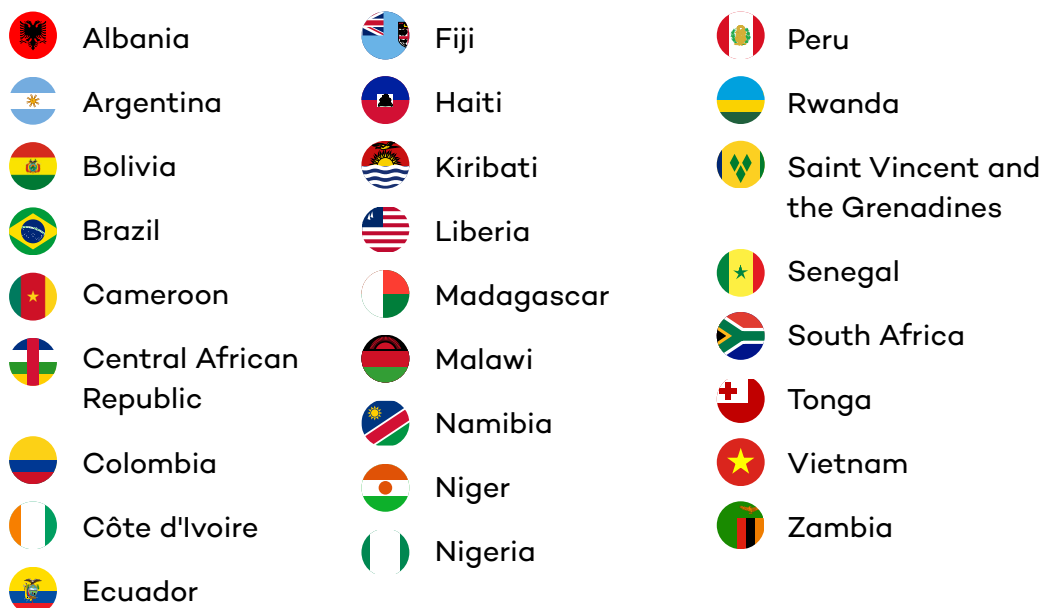 Albania
Argentina
Bolivia
Brazil
Cameroon
Central African
Republic
Colombia
Côte d'Ivoire
Ecuador
Fiji
Haiti
Kiribati
Liberia
Madagascar
Malawi
Namibia
Niger
Nigeria
Peru
Rwanda
Saint Vincent and
the Grenadines
Senegal
South Africa
Tonga
Vietnam
Zambia